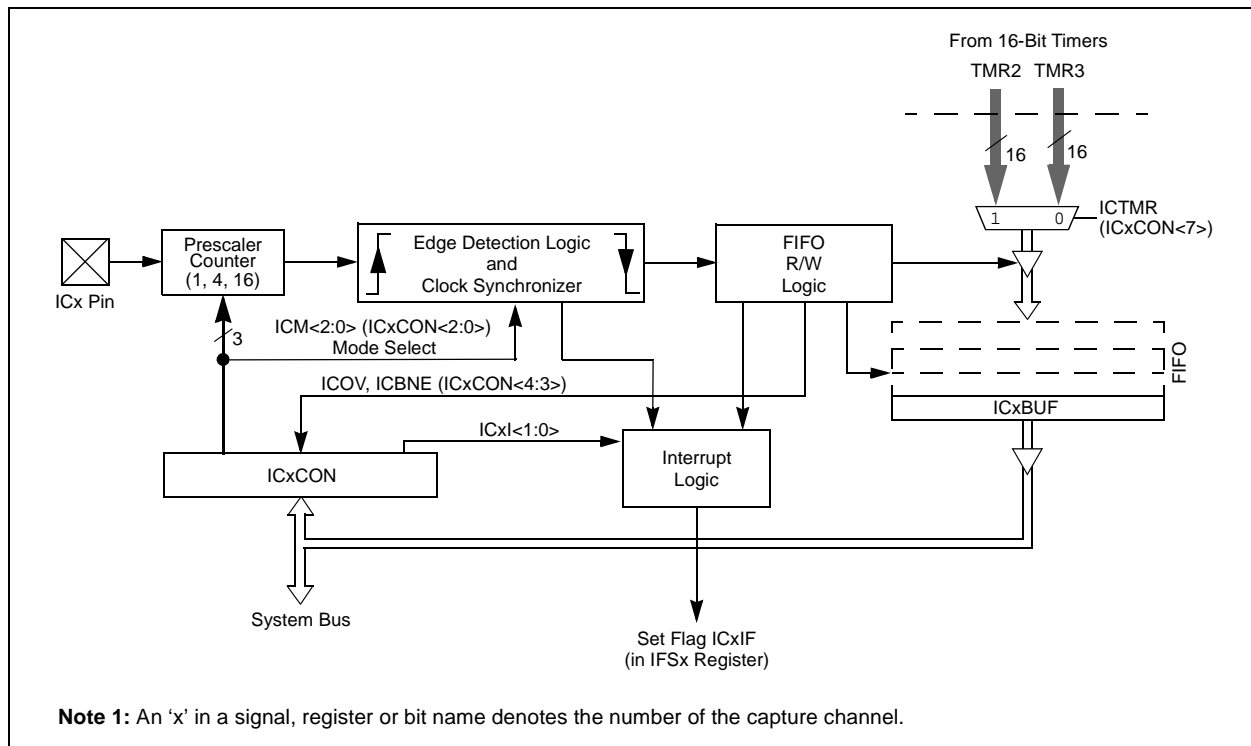 From 16-Bit Timers
TMR2 TMR3
16 16
1 0
ICTMR
(ICxCON<7>)
ICx Pin
Prescaler
Counter
(1, 4, 16)
Edge Detection Logic
and
Clock Synchronizer
FIFO
R/W
Logic
3
ICM<2:0> (ICxCON<2:0>)
Mode Select
FIFO
ICxBUF
ICOV, ICBNE (ICxCON<4:3>)
ICxI<1:0>
ICxCON
Interrupt
Logic
System Bus
Set Flag ICxIF
(in IFSx Register)
Note 1: An ‘x’ in a signal, register or bit name denotes the number of the capture channel.